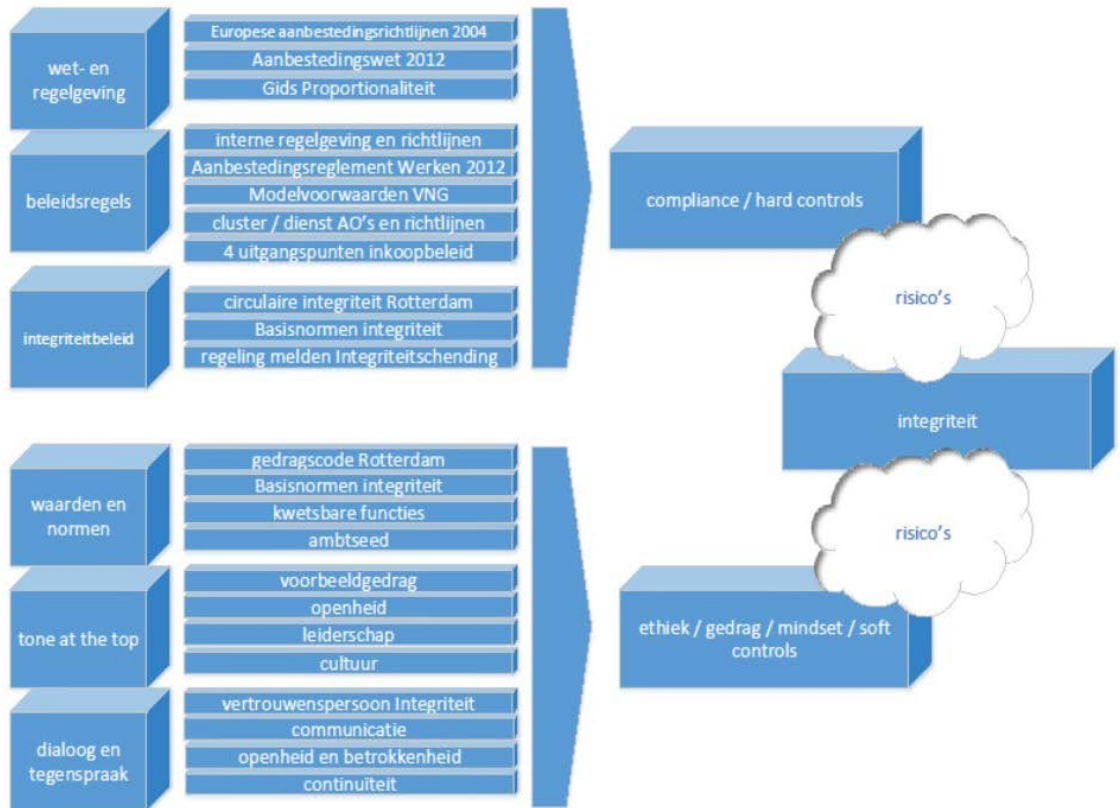 wet- en
regelgeving
Europese aanbestedingsrichtlijnen 2004
Aanbestedingswet 2012
Gids Proportionaliteit
beleidsregels
interne regelgeving en richtlijnen
Aanbestedingsreglement Werken 2012
Modelvoorwaarden VNG
cluster / dienst AO's en richtlijnen
4 uitgangspunten inkoopbeleid
integriteitbeleid
circulaire integriteit Rotterdam
Basisnormen integriteit
regeling melden Integriteitschending
compliance / hard controls
risico's
integriteit
waarden en
normen
gedragscode Rotterdam
Basisnormen integriteit
kwetsbare functies
ambtseed
tone at the top
voorbeeldgedrag
openheid
leiderschap
cultuur
dialoog en
tegenspraak
vertrouwenspersoon Integriteit
communicatie
openheid en betrokkenheid
continuïteit
risico's
ethiek / gedrag / mindset / soft
controls